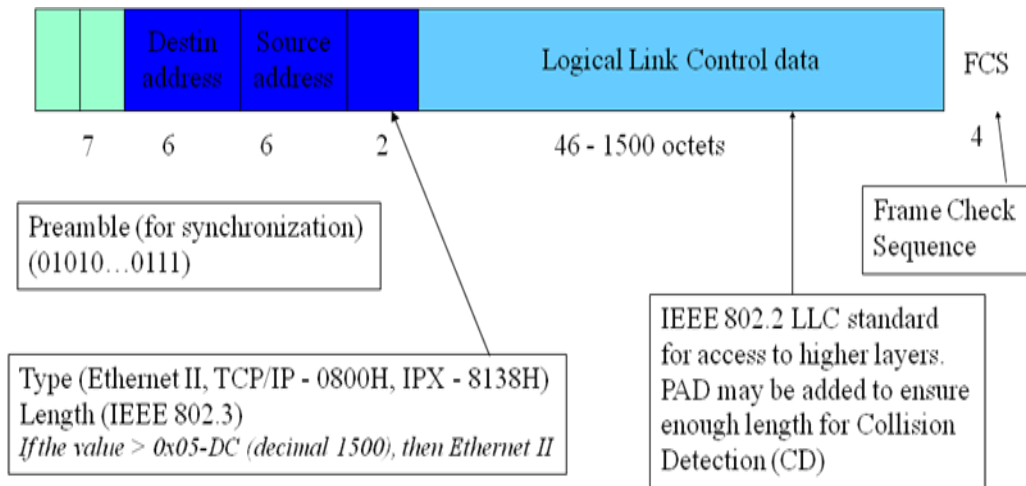 Destin
address
Source
address
Logical Link Control data
FCS
7
6
6
2
46 - 1500 octets
4
Preamble (for synchronization)
(01010…0111)
Frame Check
Sequence
Type (Ethernet II, TCP/IP - 0800H, IPX - 8138H)
Length (IEEE 802.3)
If the value > 0x05-DC (decimal 1500), then Ethernet II
IEEE 802.2 LLC standard
for access to higher layers.
PAD may be added to ensure
enough length for Collision
Detection (CD)